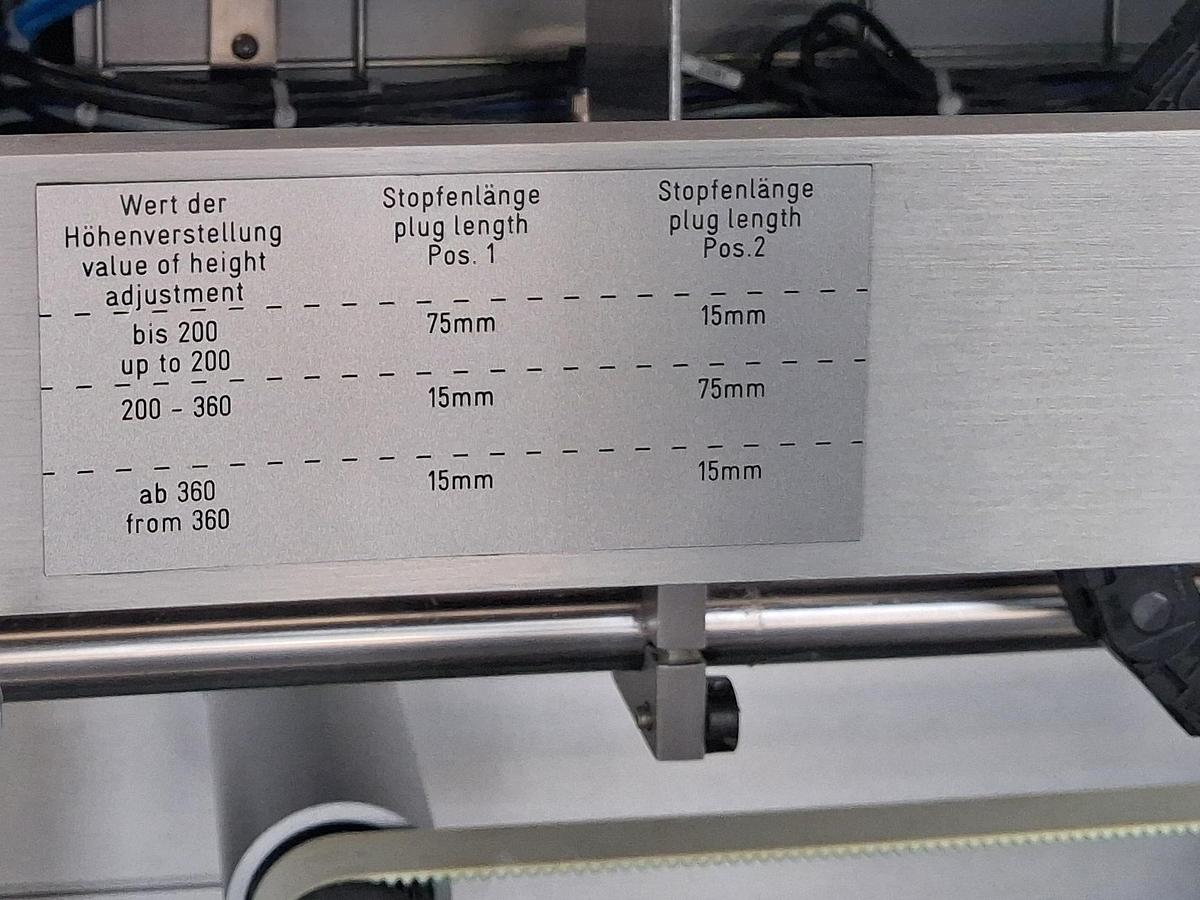 Wert der
Höhenverstellung
value of height
adjustment
Stopfenlänge
plug length
Pos. 1
Stopfenlänge
plug length
Pos.2
bis 200
up to 200
75mm
15mm
200 - 360
15mm
75mm
ab 360
from 360
15mm
15mm